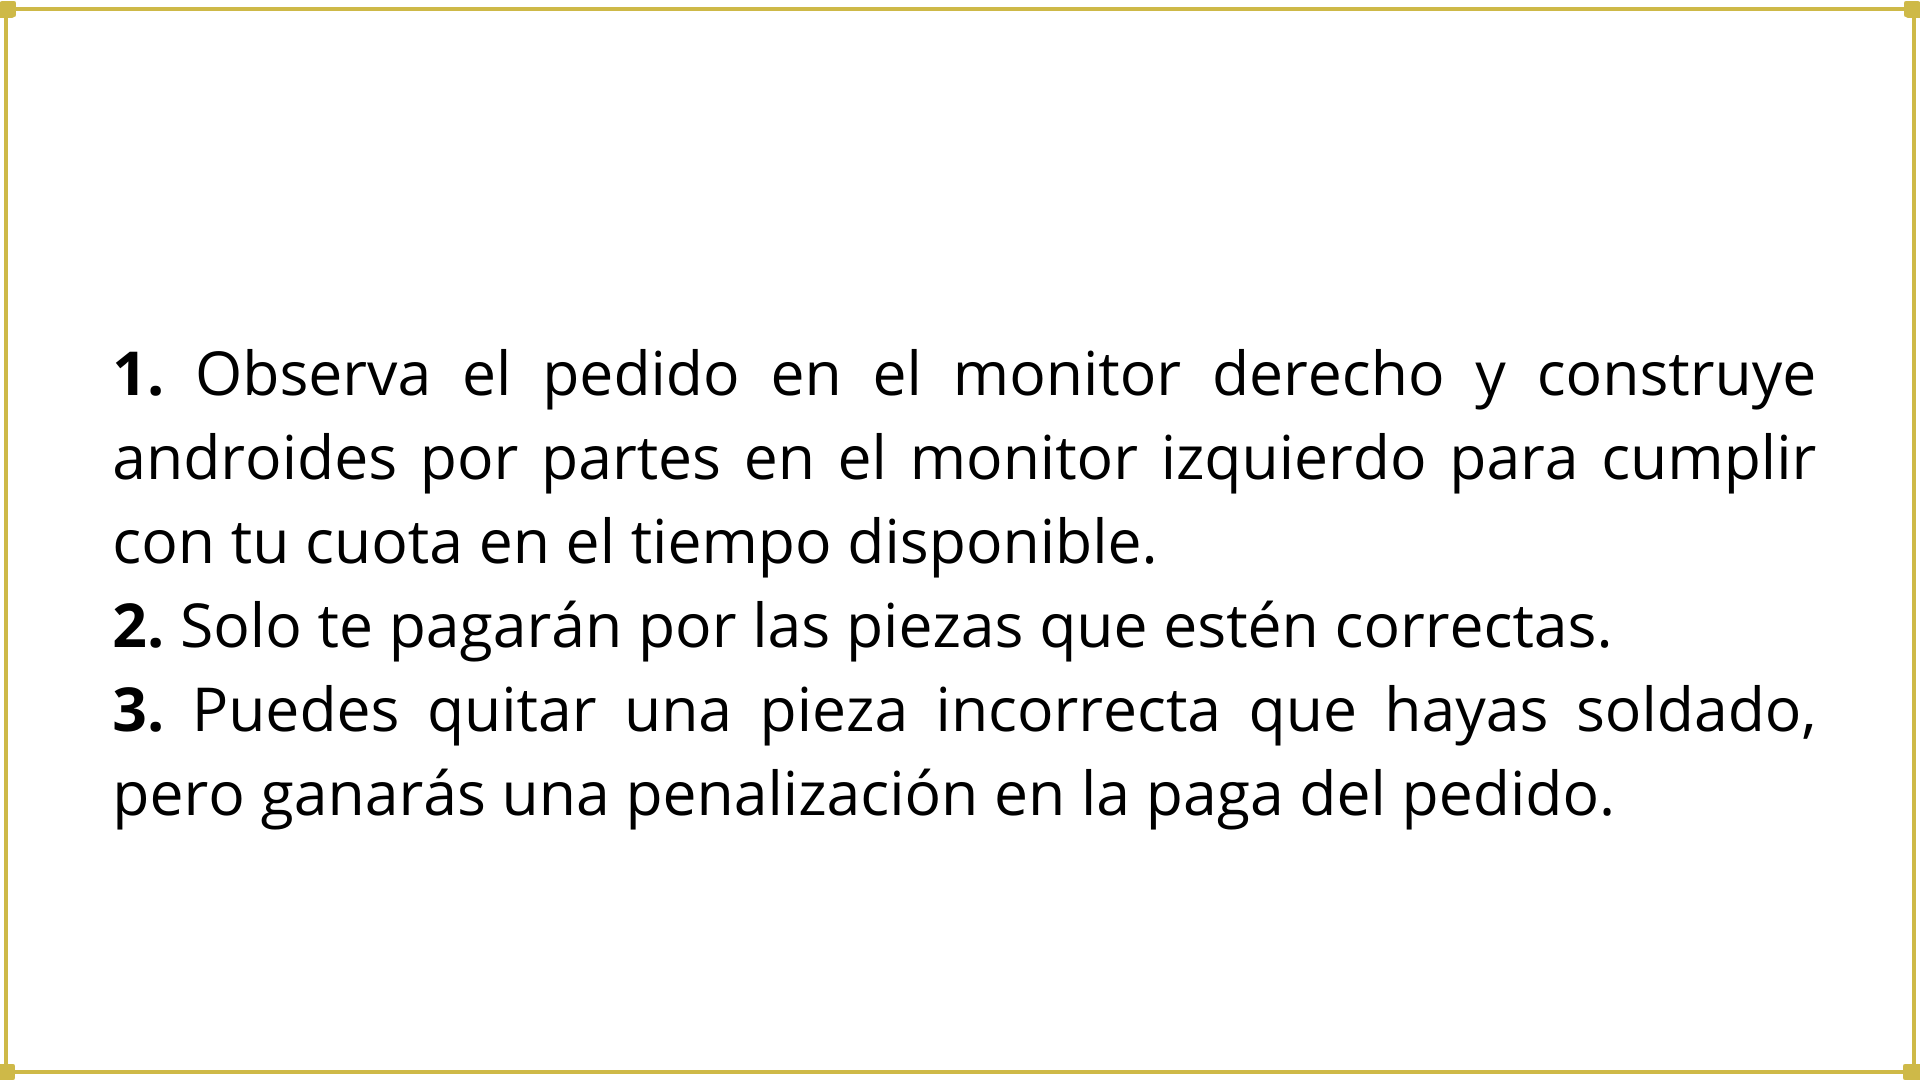 1. Observa el pedido en el monitor derecho y construye
androides por partes en el monitor izquierdo para cumplir
con tu cuota en el tiempo disponible.
2. Solo te pagarán por las piezas que estén correctas.
3. Puedes quitar una pieza incorrecta que hayas soldado,
pero ganarás una penalización en la paga del pedido.